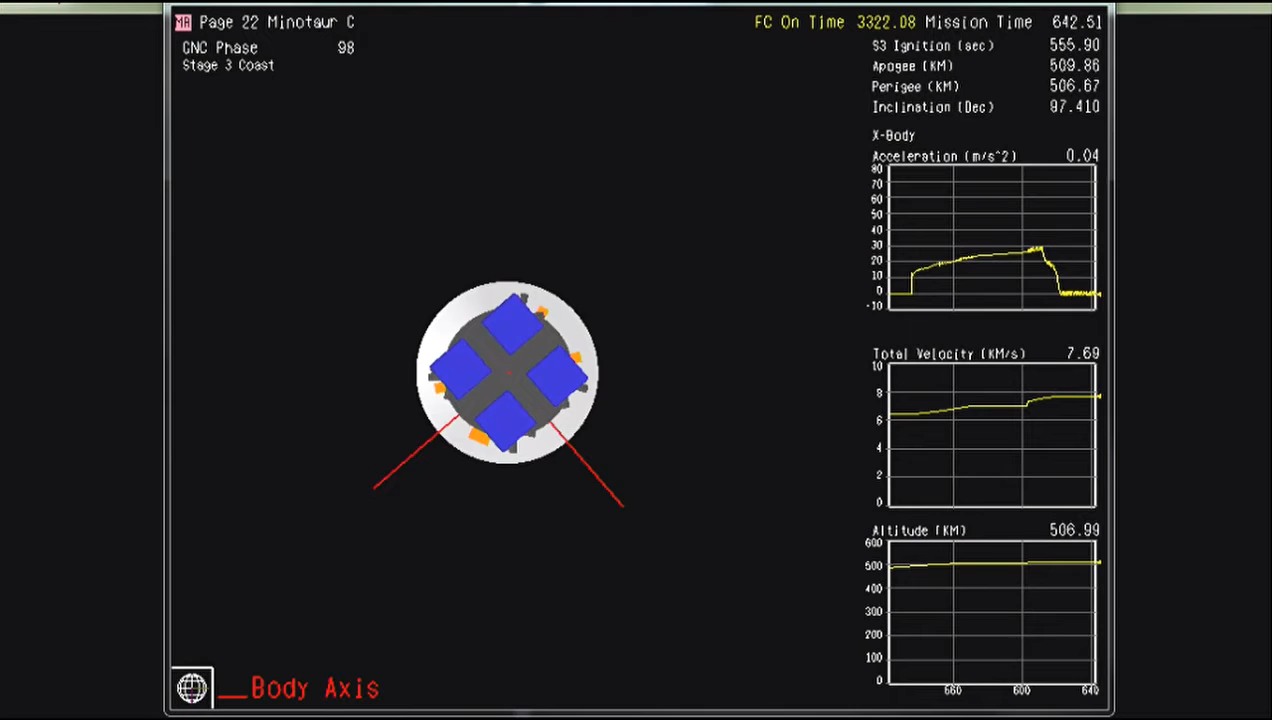 MR Page 22 Minotaur C
GNC Phase 98
Stage 3 Coast
FC On Time 3322.08 Mission Time 642.51
S3 Ignition (sec) 555.90
Apogee (KM) 509.86
Perigee (KM) 506.67
Inclination (Dec) 97.410
X-Body
Acceleration (m/s^2) 0.04
80
70
60
50
40
30
20
10
0
-10
Total Velocity (KM/s) 7.69
10
8
6
4
2
0
Altitude (KM) 506.99
600
500
400
300
200
100
0
560 600 640
Body Axis